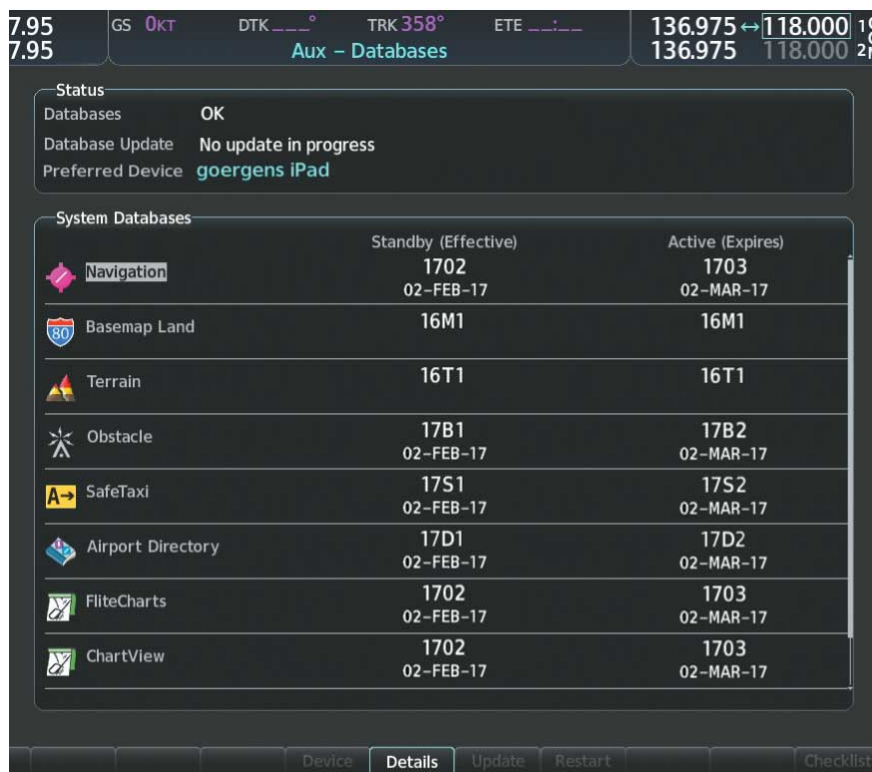 7.95 GS 0KT DTK ___° TRK 358° ETE __:__ 136.975 ↔ 118.000 1
7.95 Aux – Databases 136.975 118.000 2
Status
Databases OK
Database Update No update in progress
Preferred Device goergens iPad
System Databases
Standby (Effective) Active (Expires)
Navigation 1702 1703
02–FEB–17 02–MAR–17
80 Basemap Land 16M1 16M1
Terrain 16T1 16T1
Obstacle 17B1 17B2
02–FEB–17 02–MAR–17
A→ SafeTaxi 17S1 17S2
02–FEB–17 02–MAR–17
Airport Directory 17D1 17D2
02–FEB–17 02–MAR–17
FliteCharts 1702 1703
02–FEB–17 02–MAR–17
ChartView 1702 1703
02–FEB–17 02–MAR–17
Device Details Update Restart Checklist